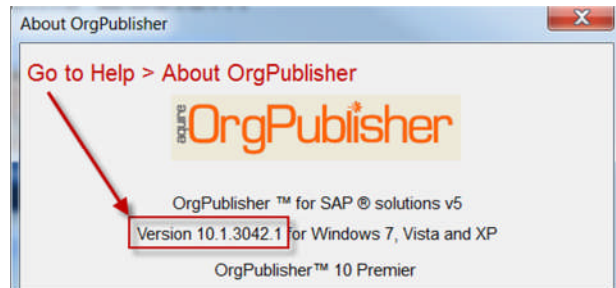 About OrgPublisher
Go to Help > About OrgPublisher
aquire OrgPublisher
OrgPublisher ™ for SAP ® solutions v5
Version 10.1.3042.1 for Windows 7, Vista and XP
OrgPublisher™ 10 Premier